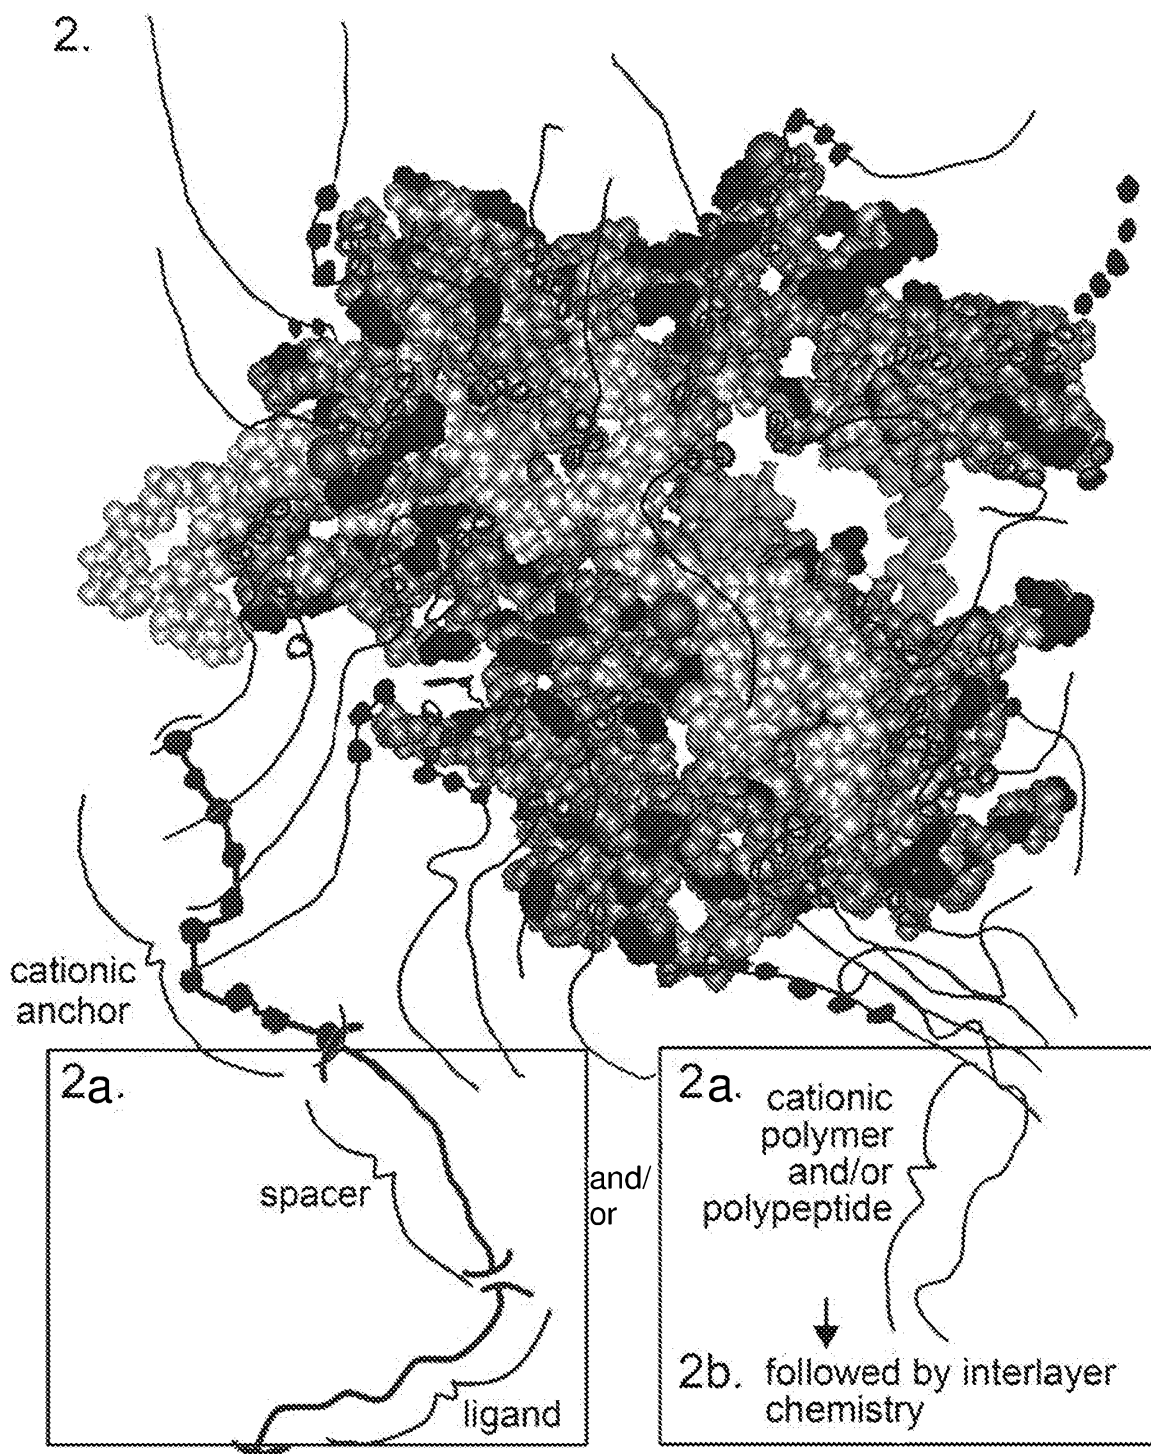 2.
cationic
anchor
2a.
spacer
ligand
and/
or
2a.
cationic
polymer
and/or
polypeptide
2b. followed by interlayer
chemistry